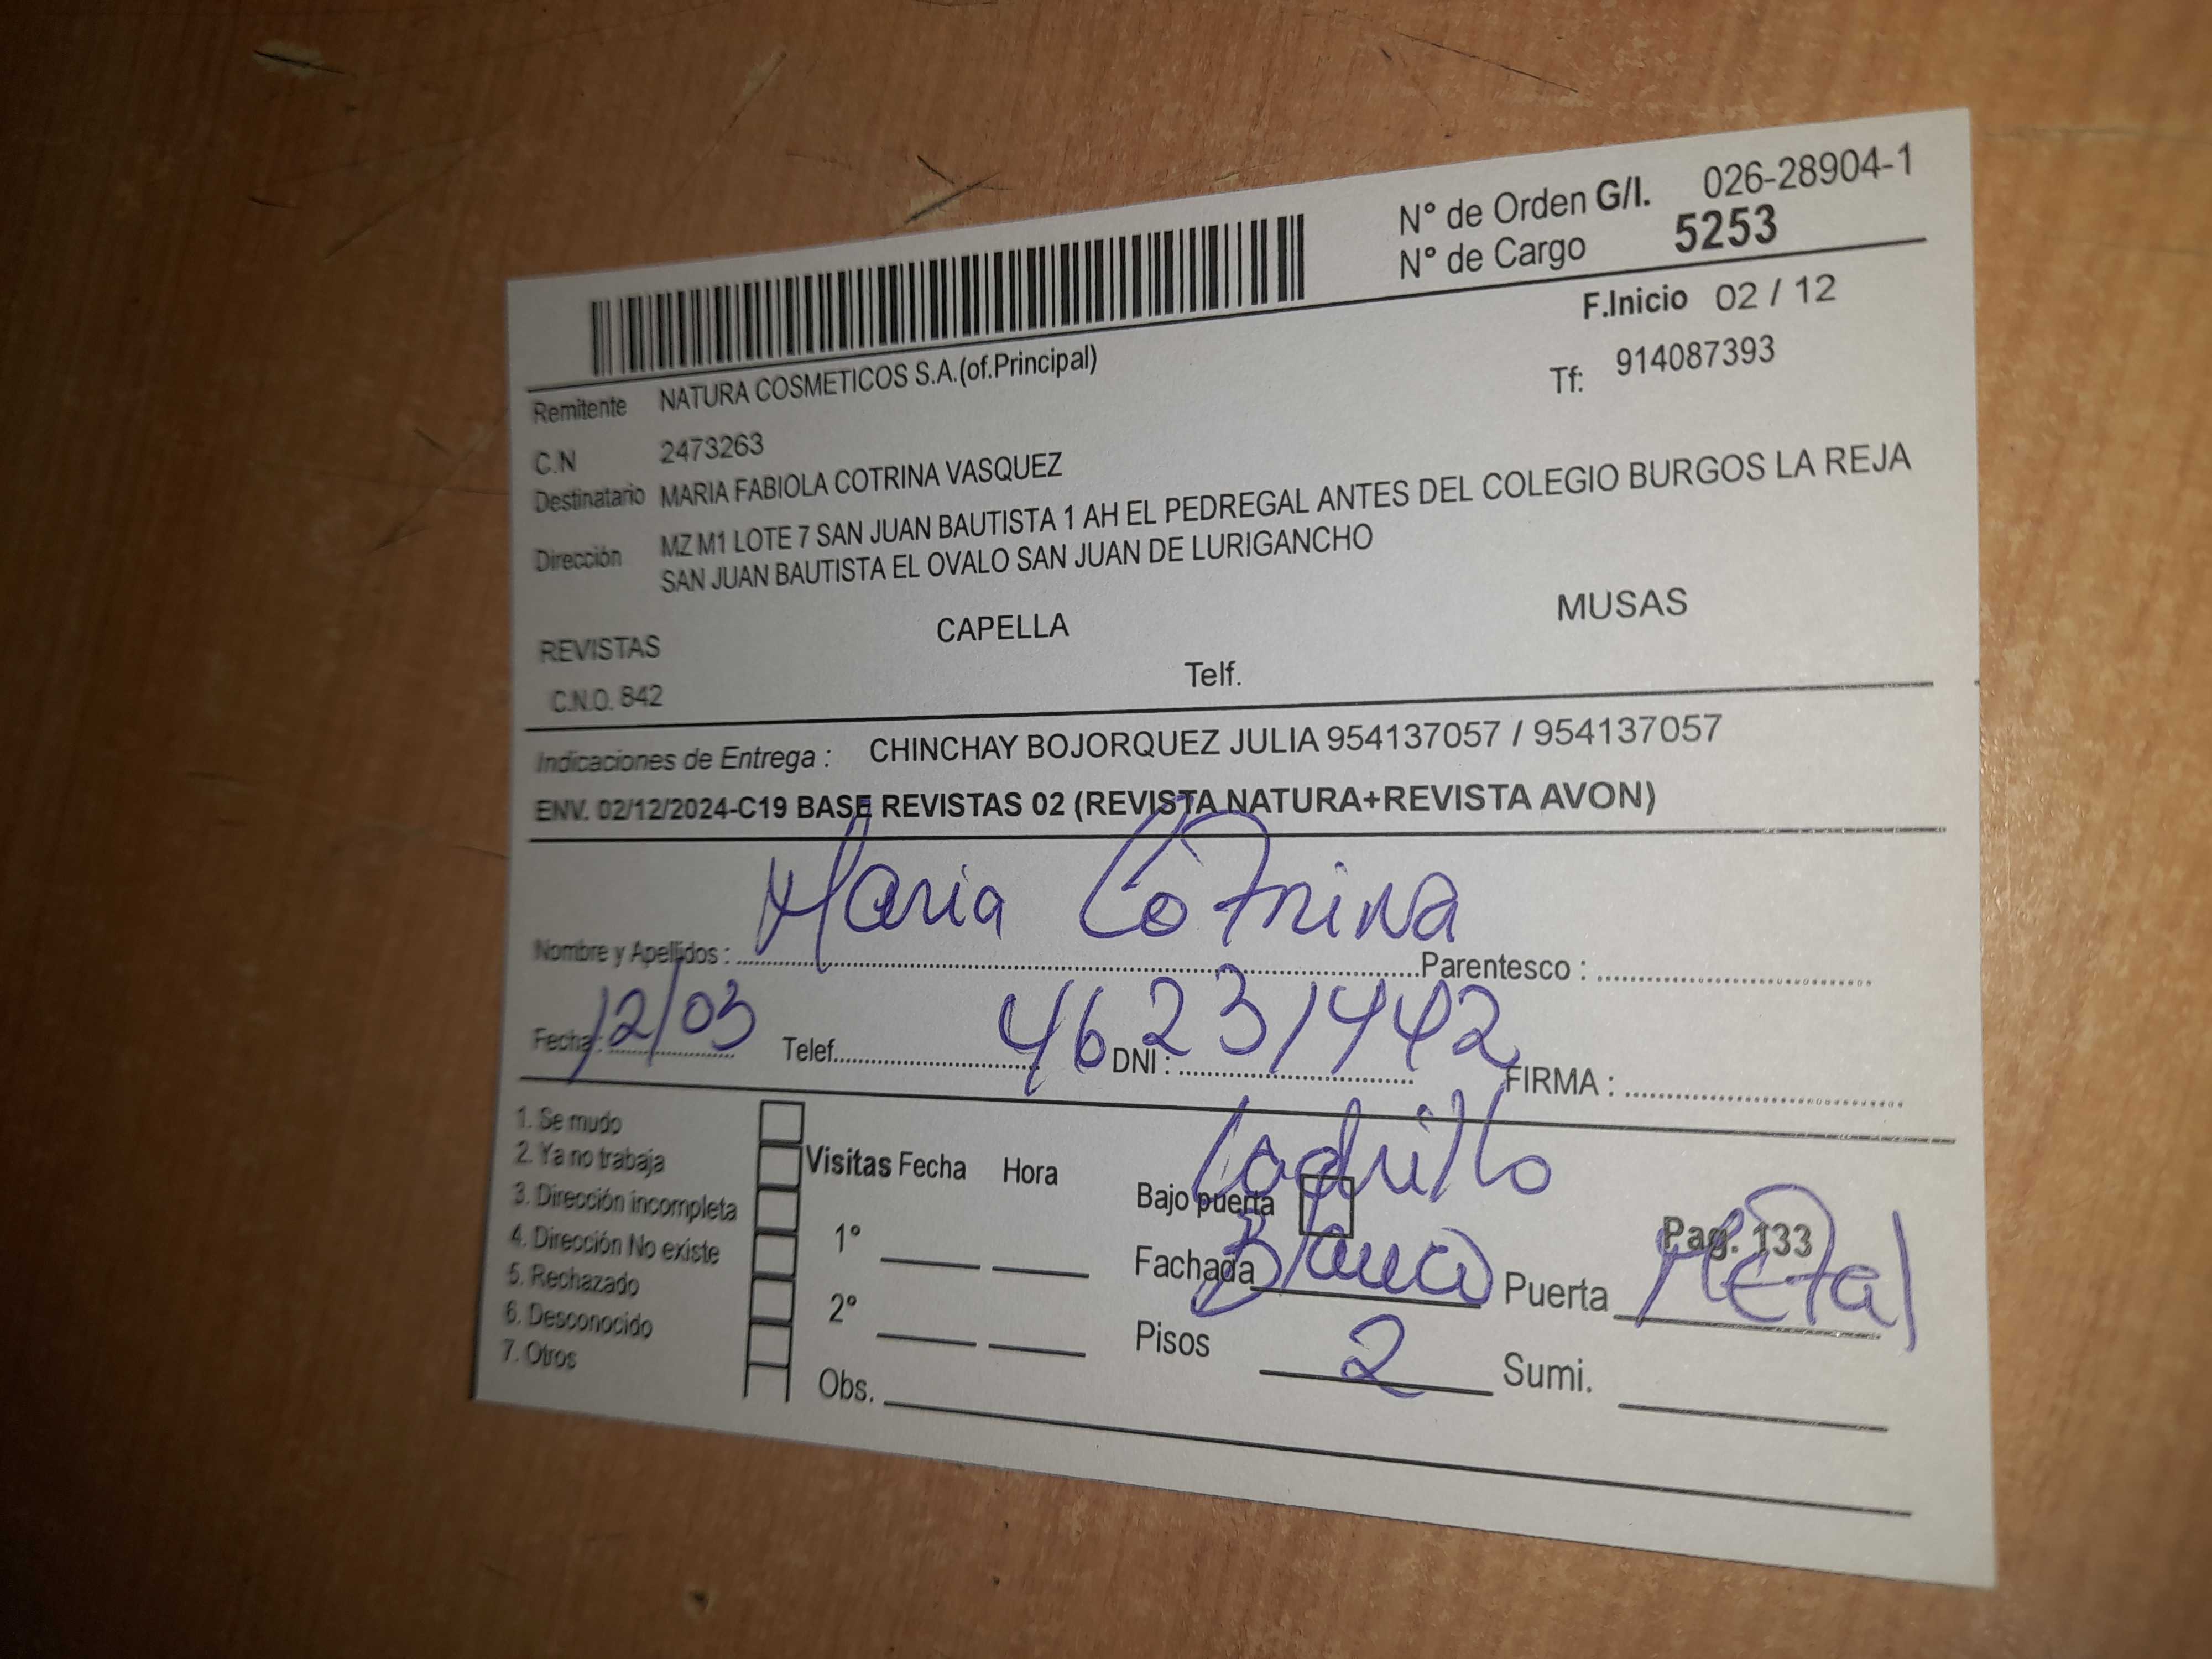 N° de Orden G/I. 026-28904-1
N° de Cargo 5253
F.Inicio 02 / 12
Remitente NATURA COSMETICOS S.A.(of.Principal)
Tf: 914087393
C.N 2473263
Destinatario MARIA FABIOLA COTRINA VASQUEZ
Dirección MZ M1 LOTE 7 SAN JUAN BAUTISTA 1 AH EL PEDREGAL ANTES DEL COLEGIO BURGOS LA REJA
SAN JUAN BAUTISTA EL OVALO SAN JUAN DE LURIGANCHO
REVISTAS CAPELLA MUSAS
C.N.O. 842 Telf.
Indicaciones de Entrega : CHINCHAY BOJORQUEZ JULIA 954137057 / 954137057
ENV. 02/12/2024-C19 BASE REVISTAS 02 (REVISTA NATURA+REVISTA AVON)
Nombre y Apellidos : Maria Cotrina Parentesco :
Fecha : 12/03 Telef. DNI : 46231442 FIRMA :
1. Se mudo
2. Ya no trabaja
3. Dirección incompleta
4. Dirección No existe
5. Rechazado
6. Desconocido
7. Otros
Visitas Fecha Hora
1°
2°
Obs.
Ladrillo
Bajo puerta
Pag. 133
Fachada Blanco Puerta Metal
Pisos 2 Sumi.